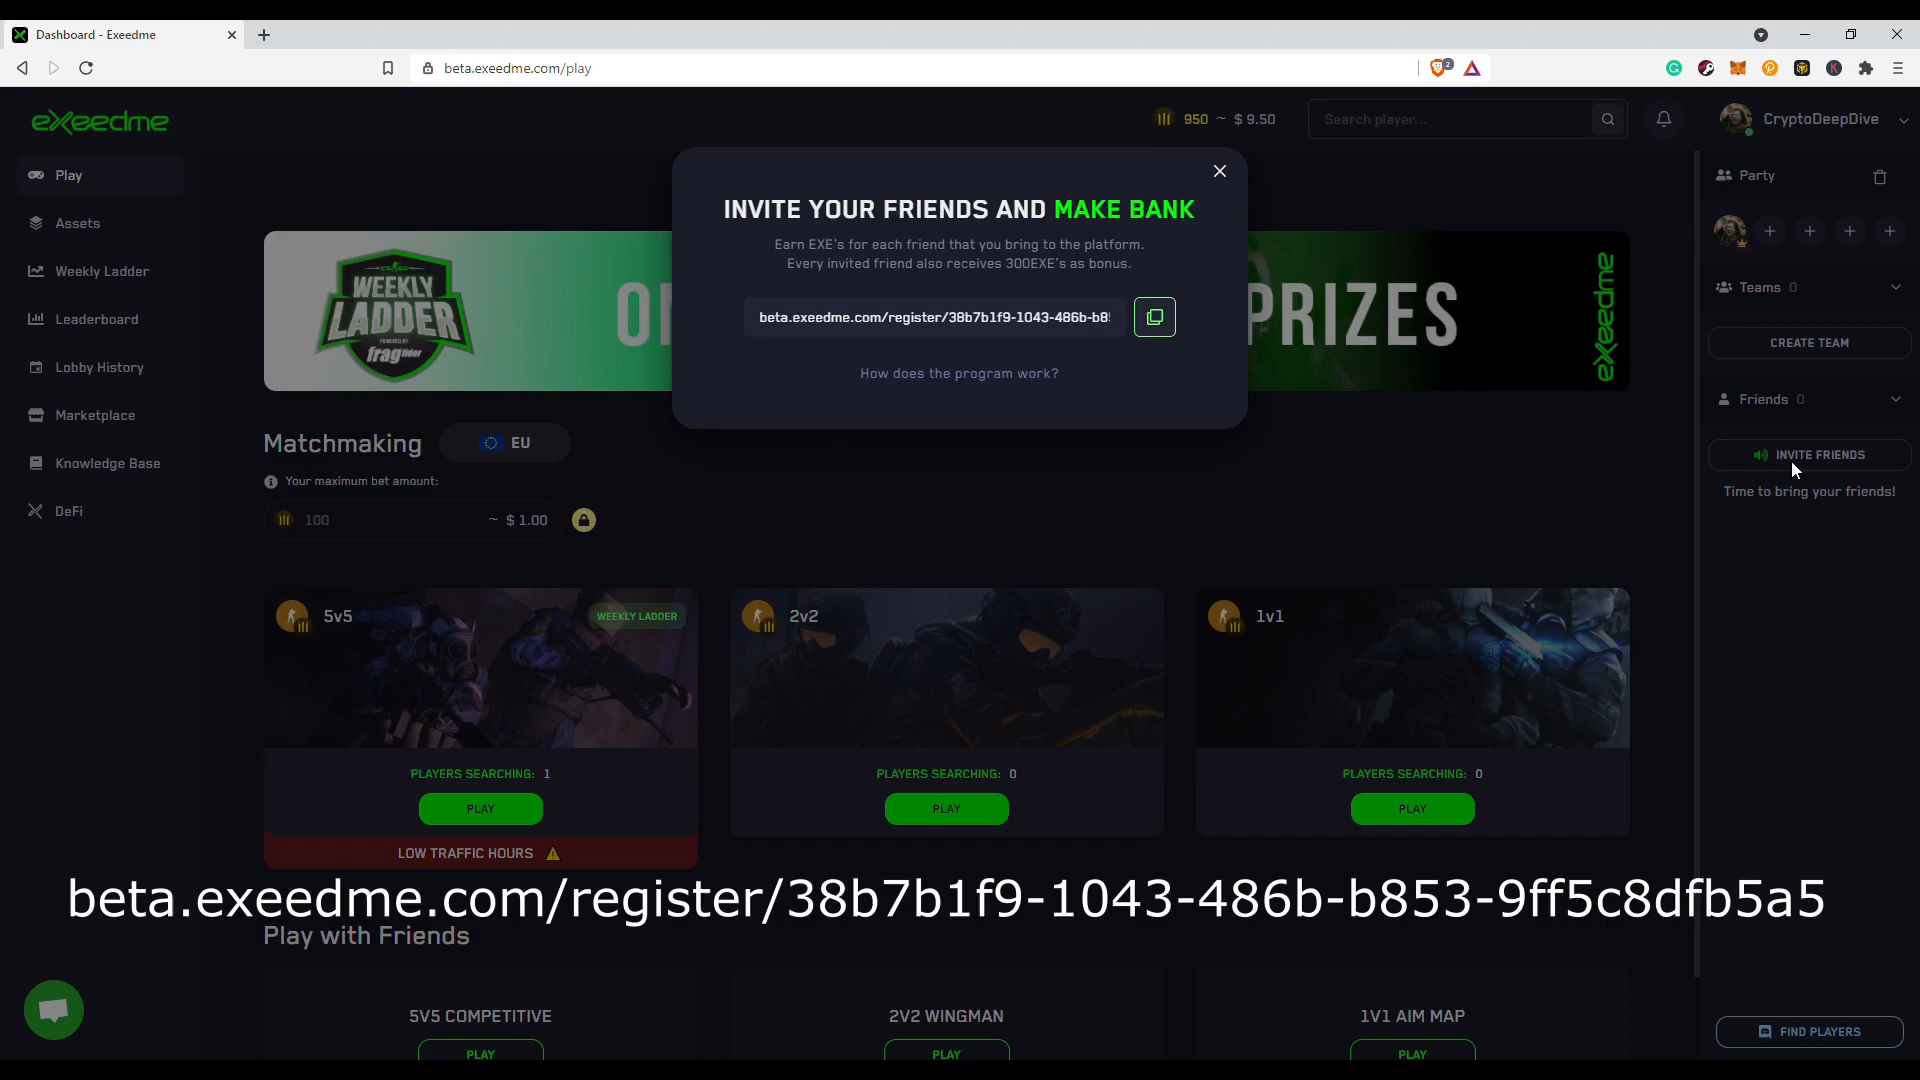 Dashboard - Exeedme
beta.exeedme.com/play
2
exeedme
950 ~ $ 9.50
Search player...
CryptoDeepDive
Play
Assets
Weekly Ladder
Leaderboard
Lobby History
Marketplace
Knowledge Base
DeFi
INVITE YOUR FRIENDS AND MAKE BANK
Earn EXE's for each friend that you bring to the platform.
Every invited friend also receives 300EXE's as bonus.
beta.exeedme.com/register/38b7b1f9-1043-486b-b8
How does the program work?
CS:GO
WEEKLY
LADDER
POWERED BY
fraglider
PRIZES
exeedme
Party
Teams 0
CREATE TEAM
Friends 0
INVITE FRIENDS
Time to bring your friends!
Matchmaking
EU
Your maximum bet amount:
100 ~ $ 1.00
5v5
WEEKLY LADDER
PLAYERS SEARCHING: 1
PLAY
LOW TRAFFIC HOURS
2v2
PLAYERS SEARCHING: 0
PLAY
1v1
PLAYERS SEARCHING: 0
PLAY
beta.exeedme.com/register/38b7b1f9-1043-486b-b853-9ff5c8dfb5a5
Play with Friends
5V5 COMPETITIVE
PLAY
2V2 WINGMAN
PLAY
1V1 AIM MAP
PLAY
FIND PLAYERS